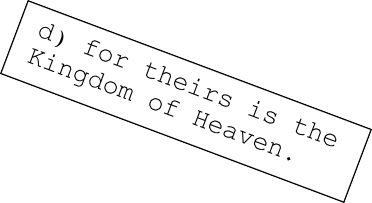 d) for theirs is the
Kingdom of Heaven.